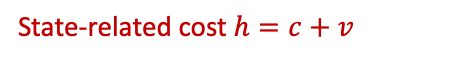 State-related cost h = c + v